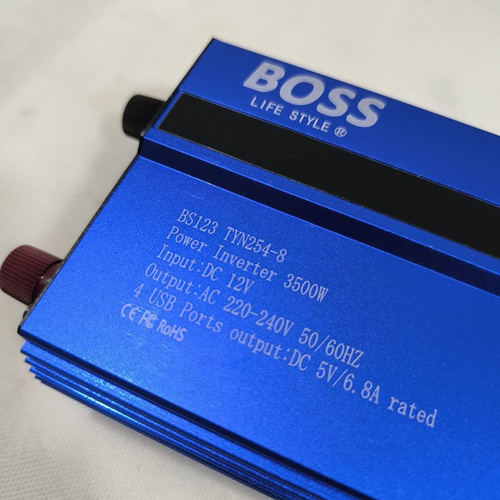 BOSS
LIFE STYLE ®
BS123 TYN254-8
Power Inverter 3500W
Input:DC 12V
Output:AC 220-240V 50/60HZ
4 USB Ports output:DC 5V/6.8A rated
CE FC RoHS